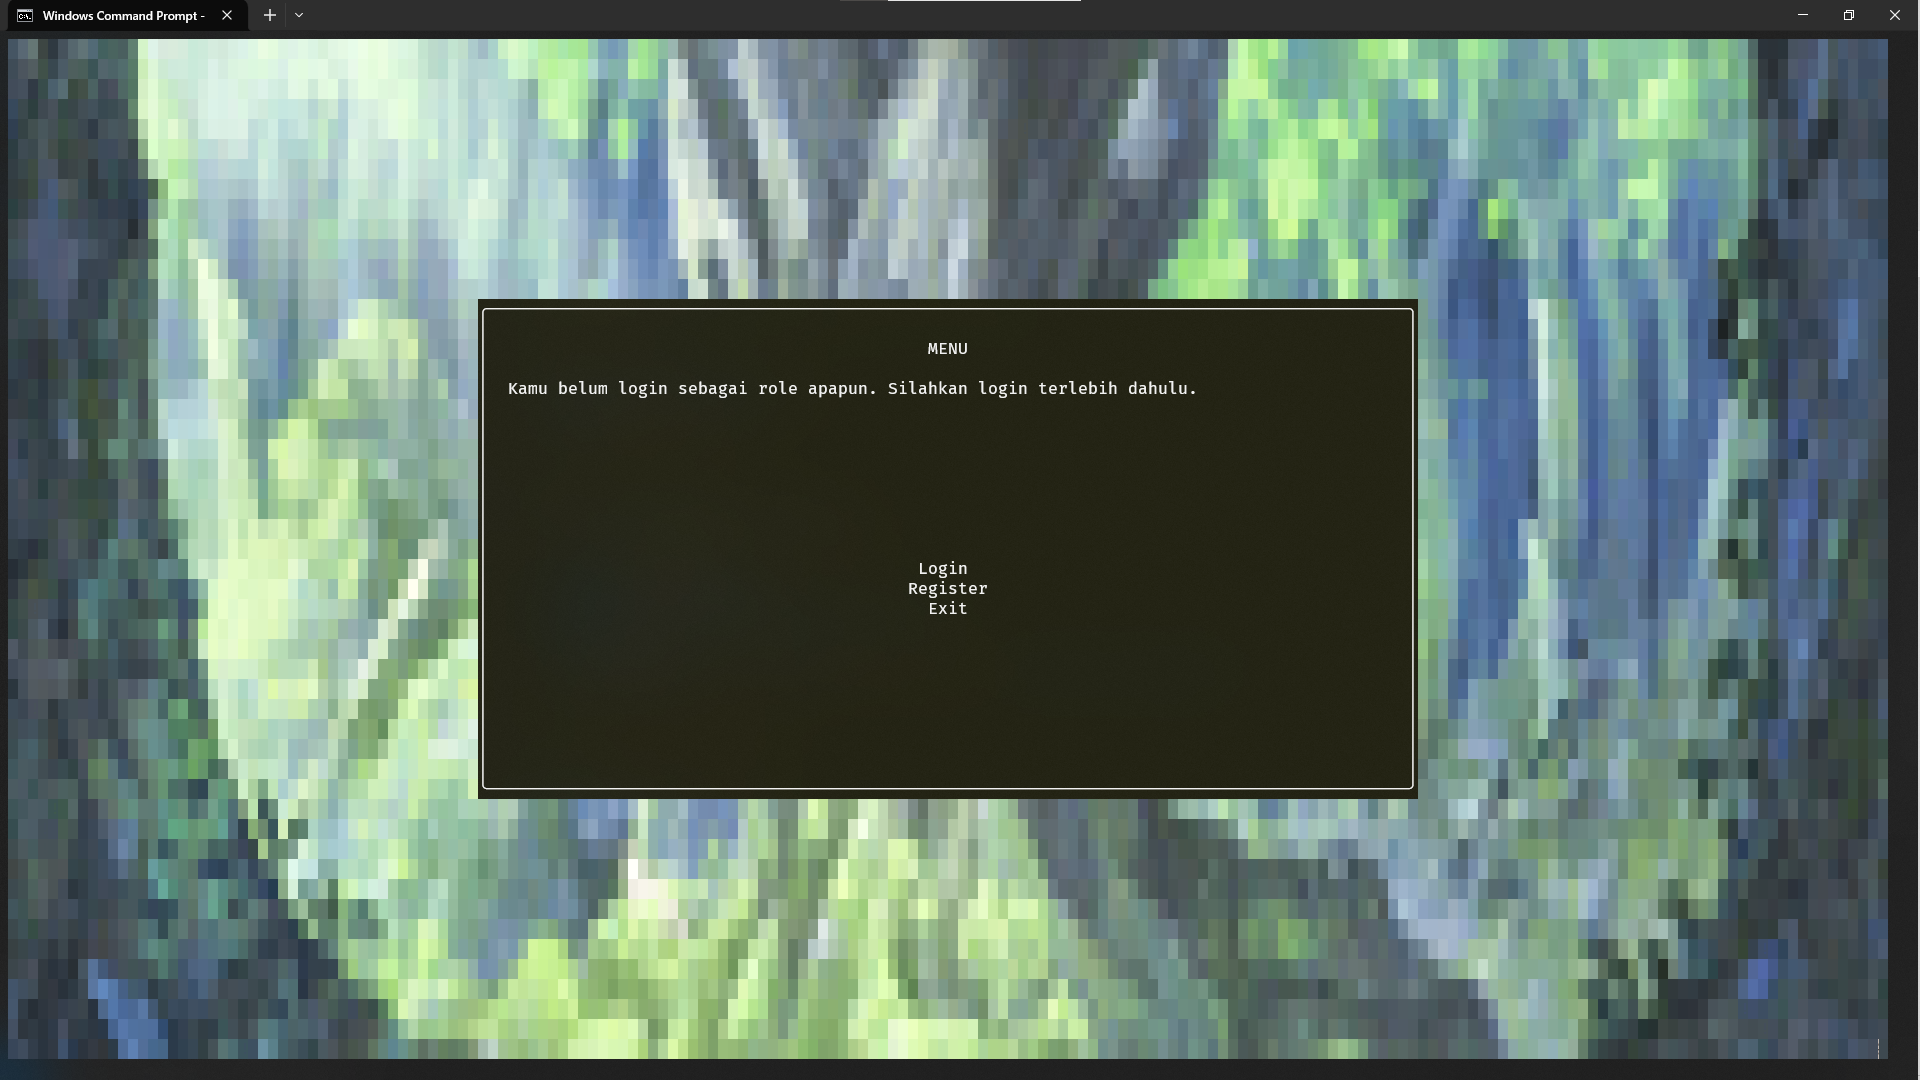 Windows Command Prompt -
MENU
Kamu belum login sebagai role apapun. Silahkan login terlebih dahulu.
Login
Register
Exit